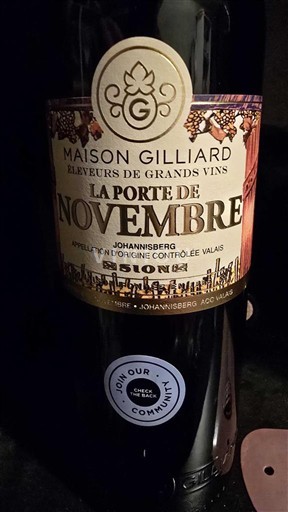 G
MAISON GILLIARD
ÉLEVEURS DE GRANDS VINS
LA PORTE DE
NOVEMBRE
JOHANNISBERG
APPELLATION D'ORIGINE CONTRÔLÉE VALAIS
SION
JOHANNISBERG AOC VALAIS
JOIN OUR • COMMUNITY •
CHECK
THE BACK